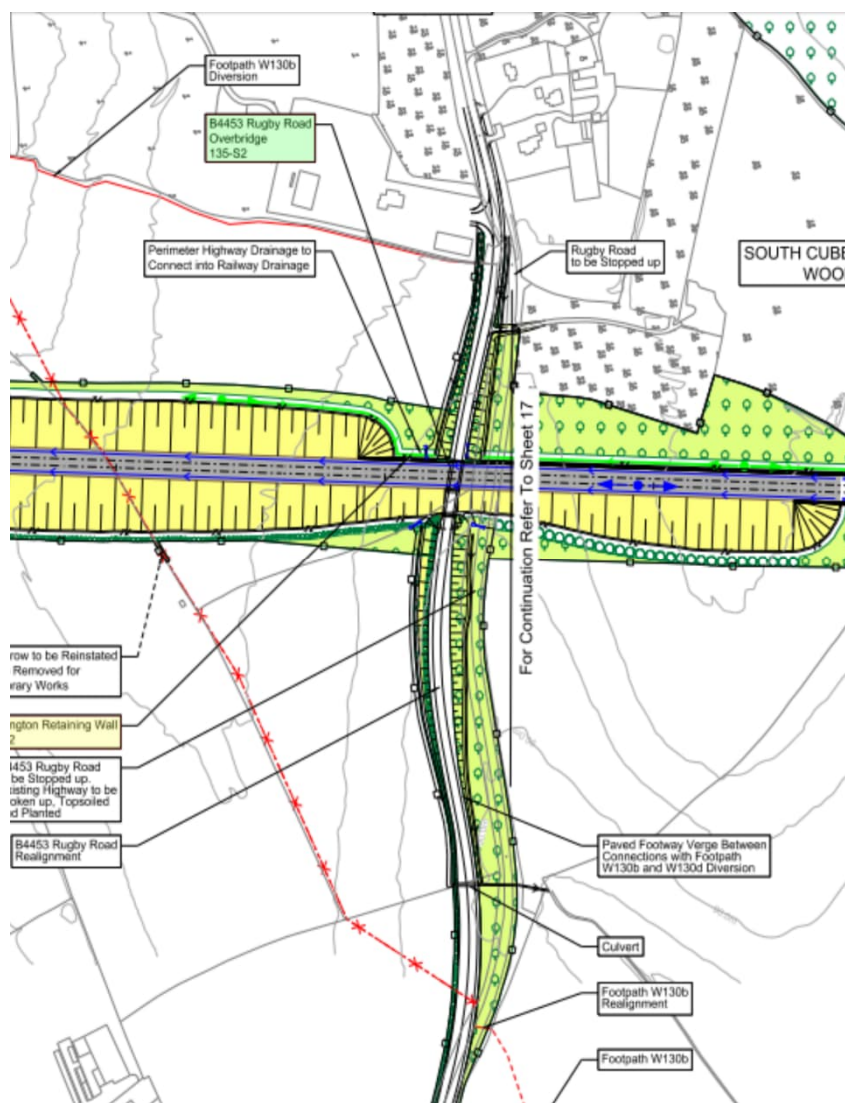 Footpath W130b
Diversion
B4453 Rugby Road
Overbridge
135-S2
Perimeter Highway Drainage to
Connect into Railway Drainage
Rugby Road
to be Stopped up
SOUTH CUBB
WOO
For Continuation Refer To Sheet 17
row to be Reinstated
Removed for
rary Works
ngton Retaining Wall
2
4453 Rugby Road
be Stopped up.
xisting Highway to be
oken up, Topsoiled
d Planted
B4453 Rugby Road
Realignment
Paved Footway Verge Between
Connections with Footpath
W130b and W130d Diversion
Culvert
Footpath W130b
Realignment
Footpath W130b